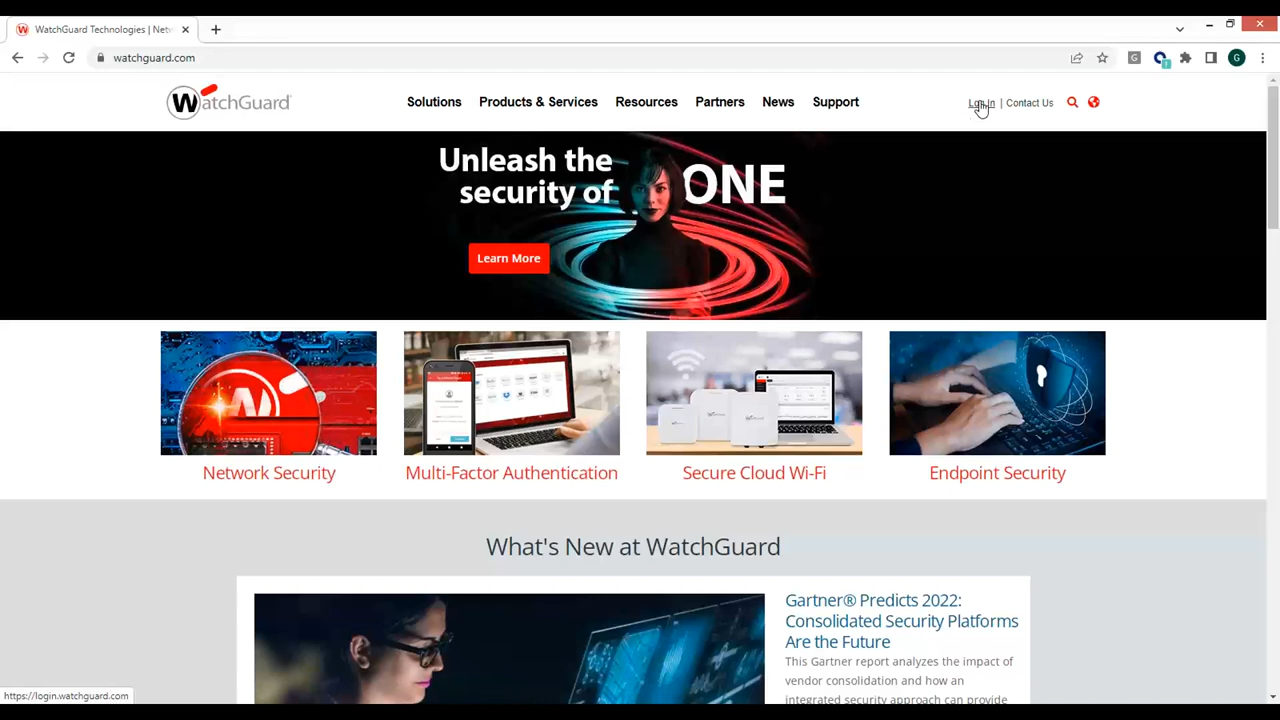 WatchGuard Technologies | Net
watchguard.com
WatchGuard
Solutions
Products & Services
Resources
Partners
News
Support
Log In | Contact Us
Unleash the
security of
ONE
Learn More
Network Security
Multi-Factor Authentication
Secure Cloud Wi-Fi
Endpoint Security
What's New at WatchGuard
Gartner® Predicts 2022:
Consolidated Security Platforms
Are the Future
This Gartner report analyzes the impact of
vendor consolidation and how an
integrated security approach can provide
https://login.watchguard.com